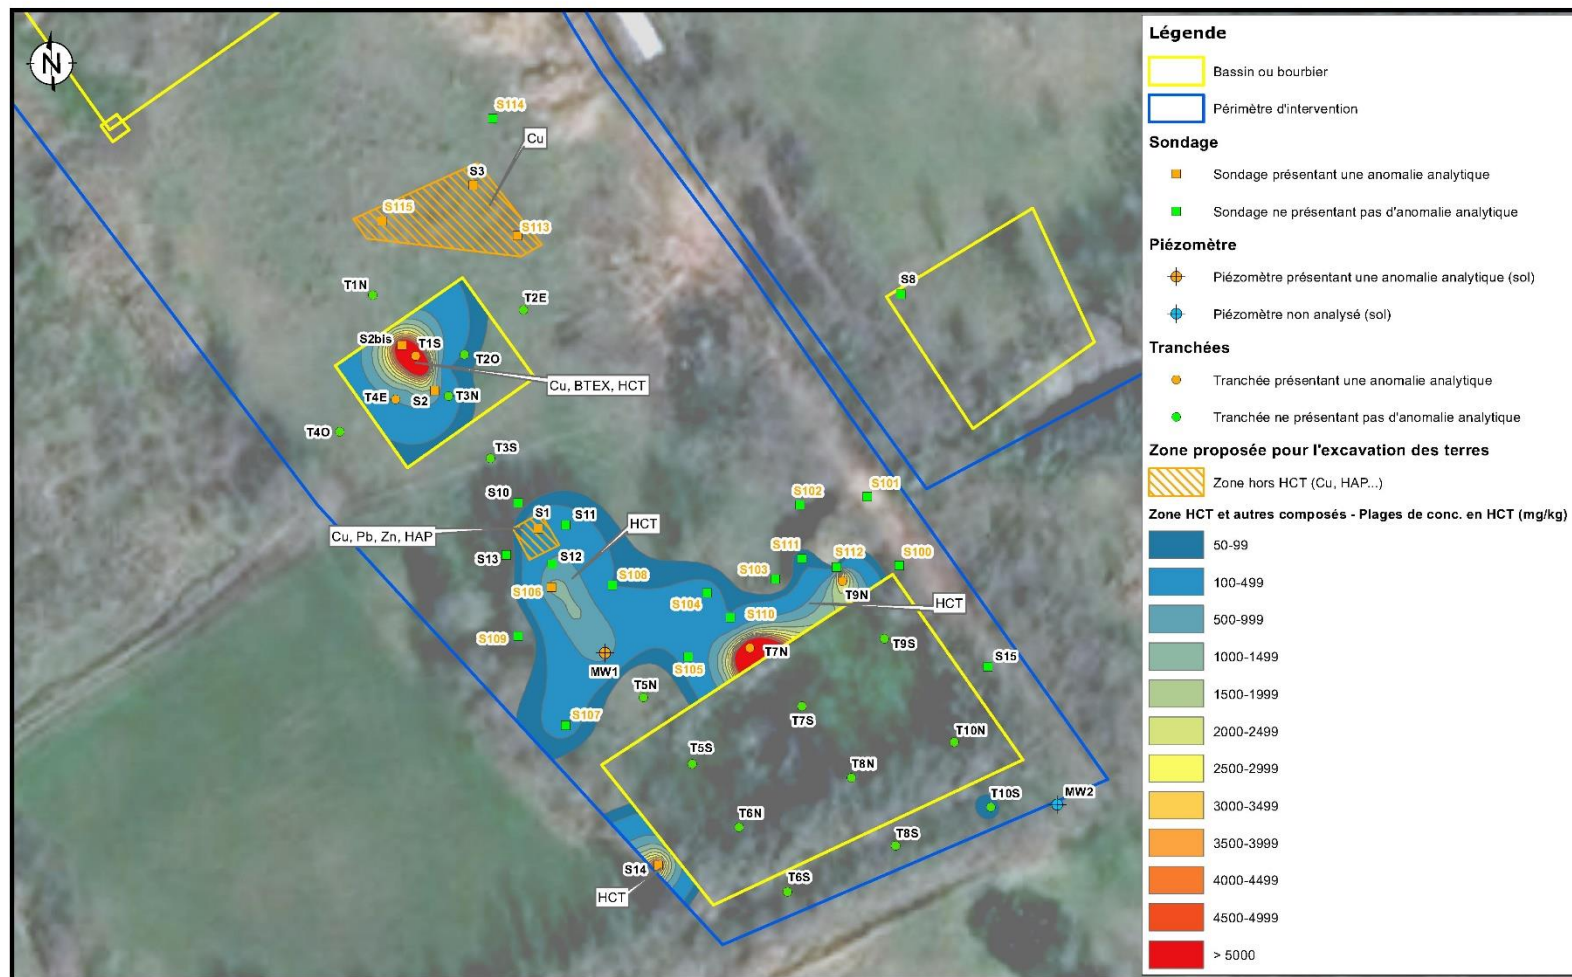 N
S114
Cu
S3
S115
S113
T1N
T2E
S8
S2bis
T1S
T2O
Cu, BTEX, HCT
T4E
S2
T3N
T4O
T3S
S10
S102
S101
S1
S11
HCT
Cu, Pb, Zn, HAP
S13
S12
S111
S112
S100
S103
S106
S108
S104
T9N
HCT
S110
S109
T9S
MW1
S105
T7N
S15
T5N
S107
T7S
T5S
T10N
T8N
T10S
MW2
T6N
T8S
S14
T6S
HCT
Légende
Bassin ou bourbier
Périmètre d'intervention
Sondage
Sondage présentant une anomalie analytique
Sondage ne présentant pas d'anomalie analytique
Piézomètre
Piézomètre présentant une anomalie analytique (sol)
Piézomètre non analysé (sol)
Tranchées
Tranchée présentant une anomalie analytique
Tranchée ne présentant pas d'anomalie analytique
Zone proposée pour l'excavation des terres
Zone hors HCT (Cu, HAP...)
Zone HCT et autres composés - Plages de conc. en HCT (mg/kg)
50-99
100-499
500-999
1000-1499
1500-1999
2000-2499
2500-2999
3000-3499
3500-3999
4000-4499
4500-4999
> 5000